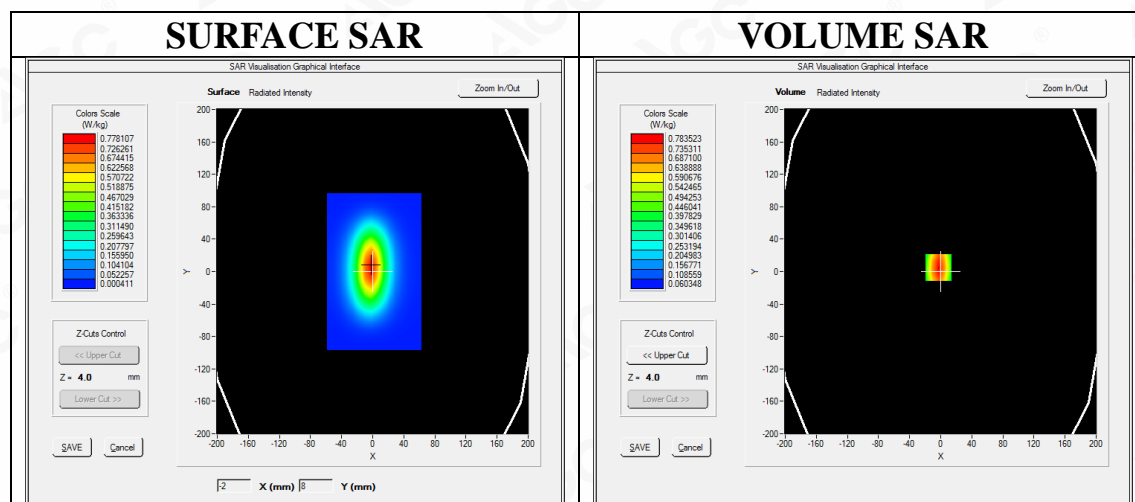 SURFACE SAR
SAR Visualisation Graphical Interface
Surface Radiated Intensity
Zoom In/Out
Colors Scale
(W/kg)
0.778107
0.726261
0.674415
0.622568
0.570722
0.518875
0.467029
0.415182
0.363336
0.311490
0.259643
0.207797
0.155950
0.104104
0.052257
0.000411
200
160
120
80
40
Y 0
-40
-80
-120
-160
-200
-200 -160 -120 -80 -40 0 40 80 120 160 200
X
Z-Cuts Control
<< Upper Cut
Z = 4.0 mm
Lower Cut >>
SAVE Cancel
-2 X (mm) 8 Y (mm)
VOLUME SAR
SAR Visualisation Graphical Interface
Volume Radiated Intensity
Zoom In/Out
Colors Scale
(W/kg)
0.783523
0.735311
0.687100
0.638888
0.590676
0.542465
0.494253
0.446041
0.397829
0.349618
0.301406
0.253194
0.204983
0.156771
0.108559
0.060348
200
160
120
80
40
Y 0
-40
-80
-120
-160
-200
-200 -160 -120 -80 -40 0 40 80 120 160 200
X
Z-Cuts Control
<< Upper Cut
Z = 4.0 mm
Lower Cut >>
SAVE Cancel